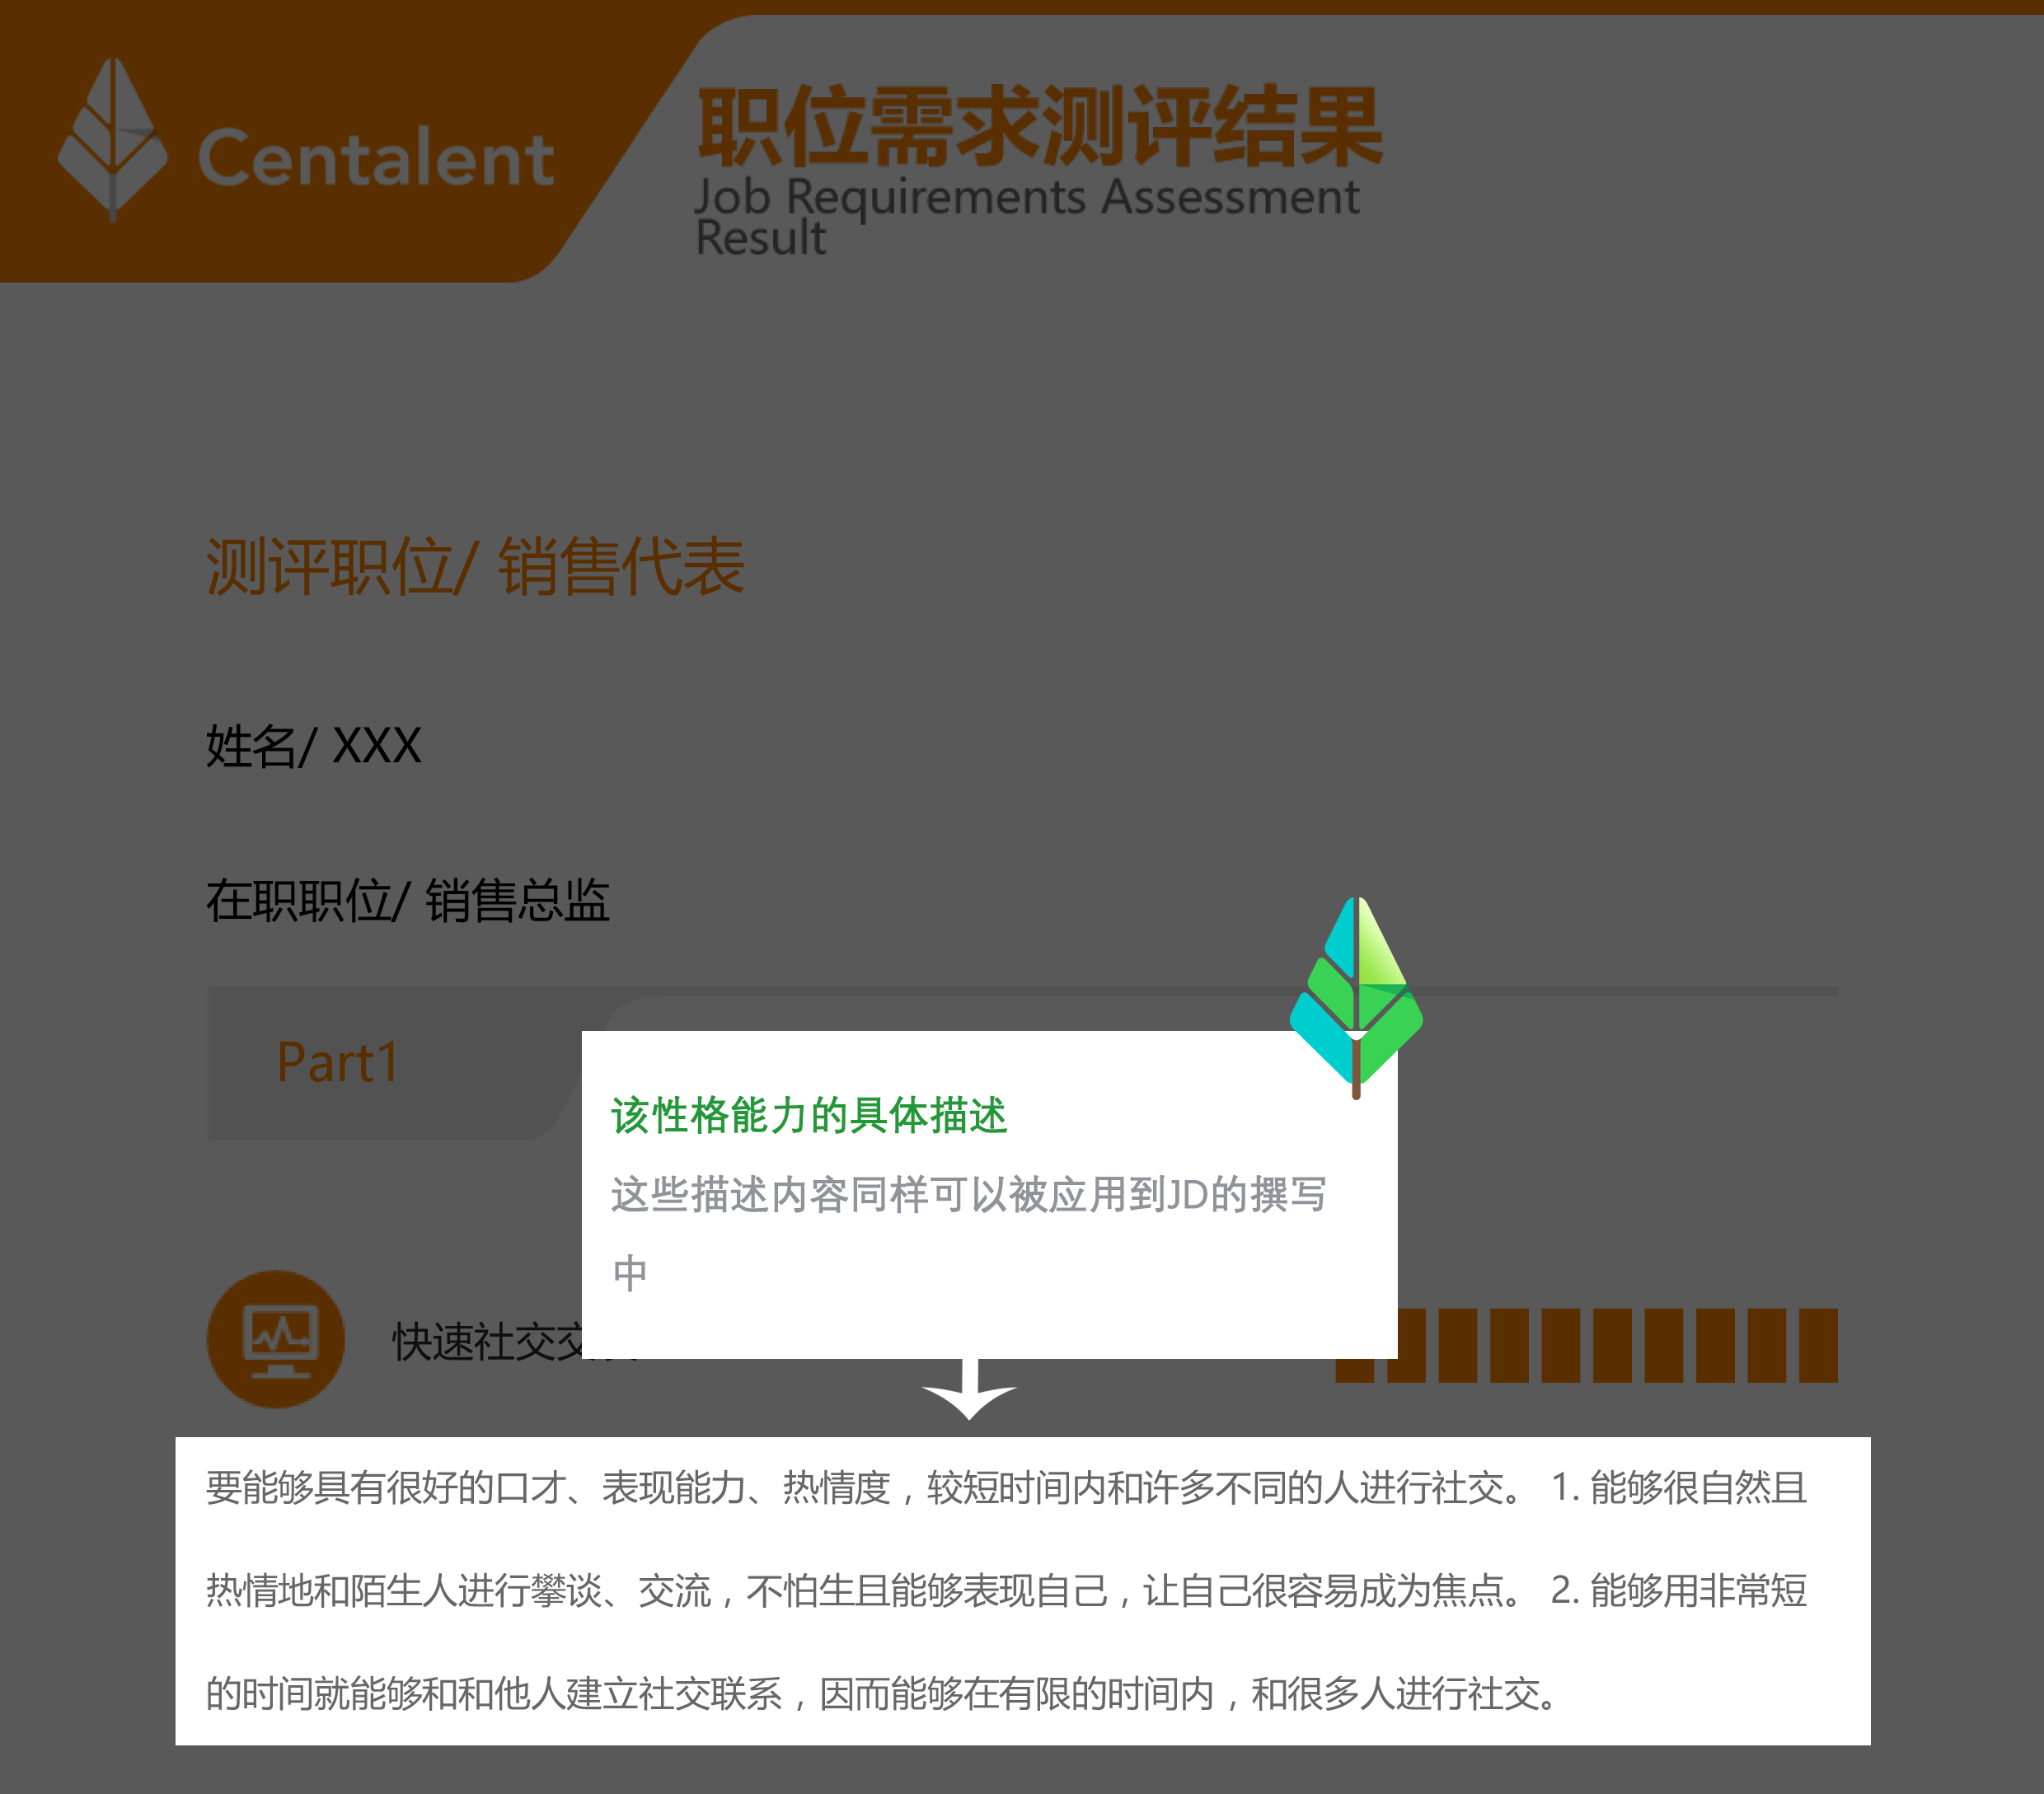 Centalent
职位需求测评结果
Job Requirements Assessment
Result
测评职位/ 销售代表
姓名/ XXX
在职职位/ 销售总监
Part1
该性格能力的具体描述
这些描述内容同样可以被应用到JD的撰写
中
快速社交
要能够具有很好的口才、表现能力、热情度，较短时间内和许多不同的人进行社交。 1. 能够很自然且
热情地和陌生人进行攀谈、交流，不怕生且能够表现自己，让自己很容易成为焦点。 2. 能够用非常短
的时间就能够和和他人建立社交联系，因而能够在有限的时间内，和很多人进行社交。